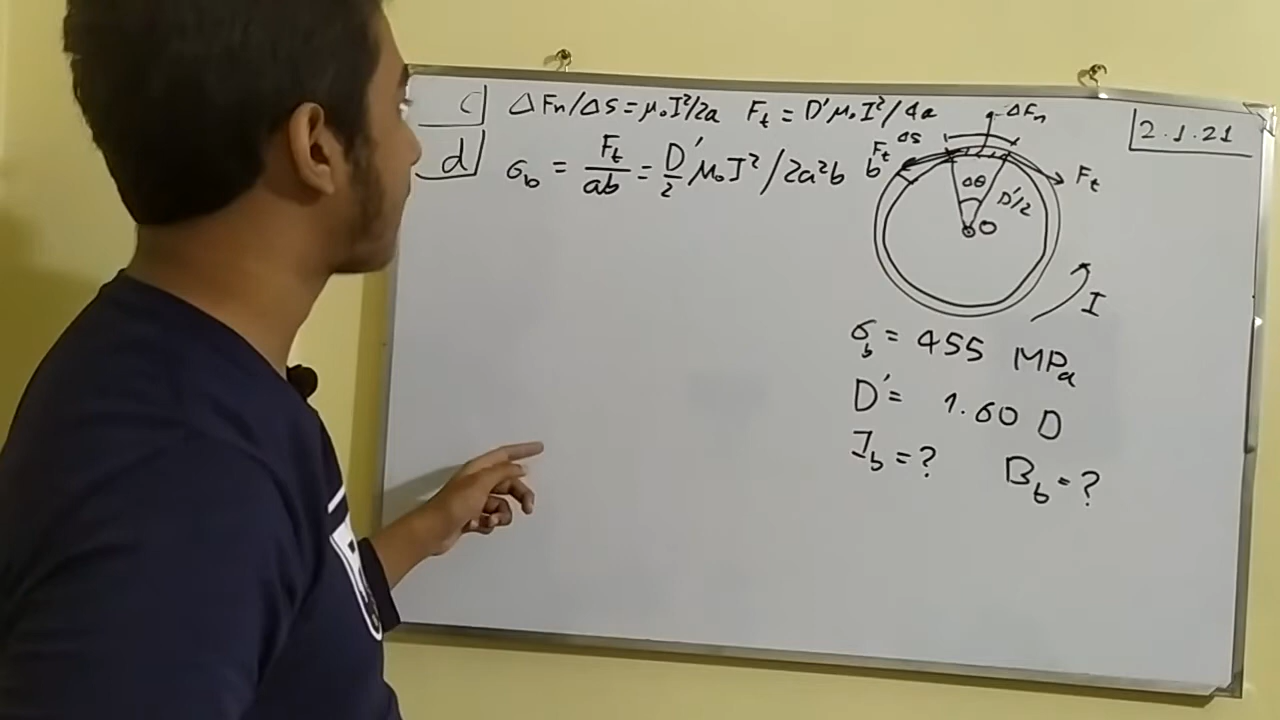 c) ΔFn/ΔS = μ₀I²/2a Ft = D'μ₀I²/4a
2.1.21
d) σb = Ft/ab = D'/2 μ₀I²/2a²b
ΔFn
ΔS
Ft
Ft
b
Δθ
D'/2
O
I
σb = 455 MPa
D' = 1.60 D
Ib = ? Bb = ?